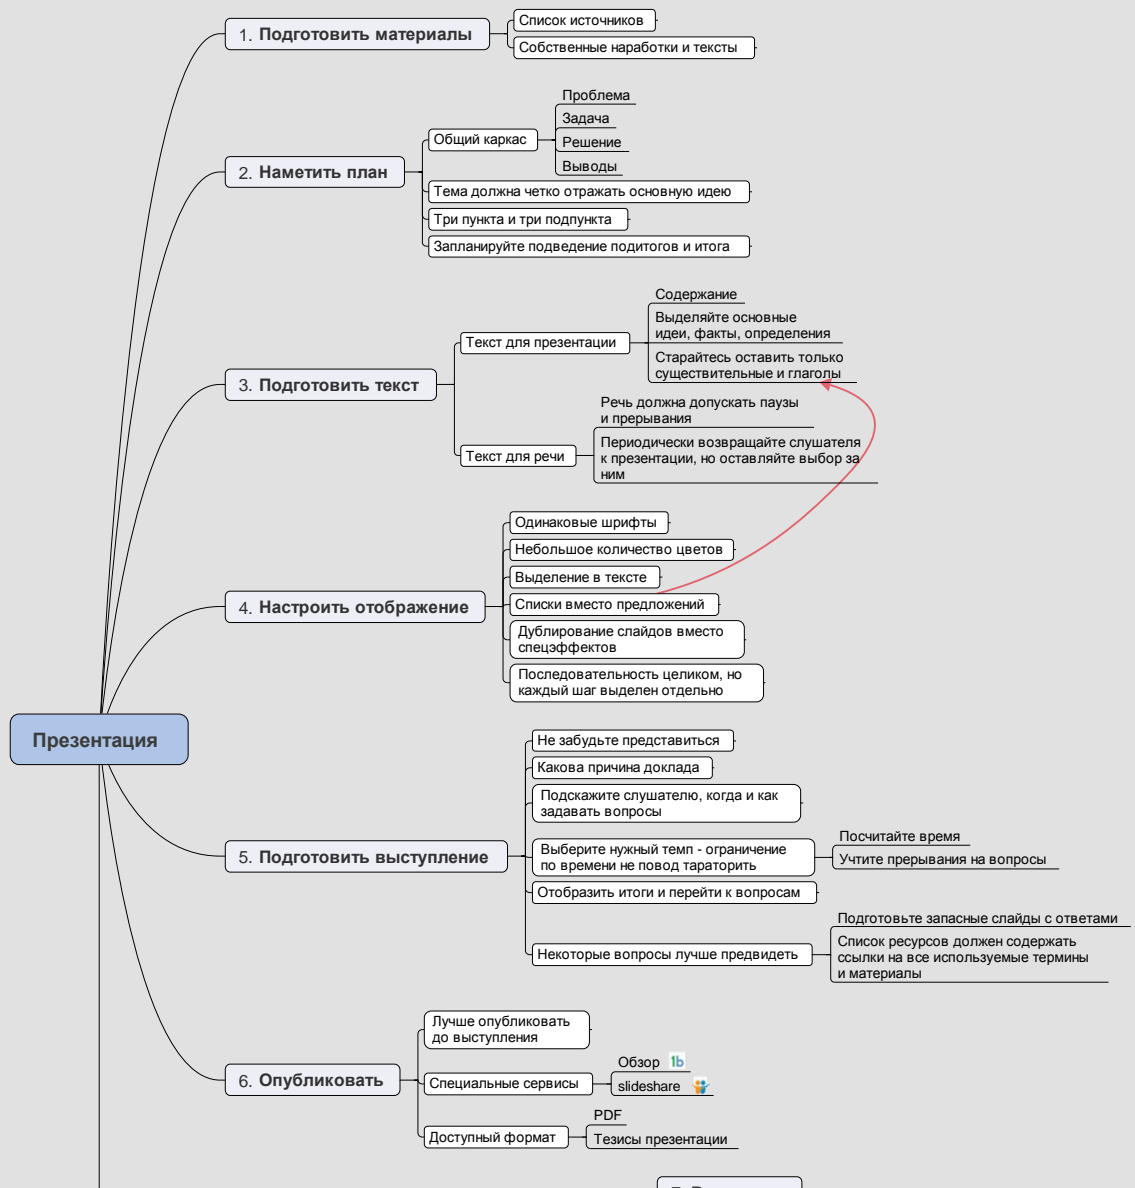 1. Подготовить материалы
Список источников
Собственные наработки и тексты
2. Наметить план
Общий каркас
Проблема
Задача
Решение
Выводы
Тема должна четко отражать основную идею
Три пункта и три подпункта
Запланируйте подведение подитогов и итога
3. Подготовить текст
Текст для презентации
Содержание
Выделяйте основные
идеи, факты, определения
Старайтесь оставить только
существительные и глаголы
Текст для речи
Речь должна допускать паузы
и прерывания
Периодически возвращайте слушателя
к презентации, но оставляйте выбор за
ним
4. Настроить отображение
Одинаковые шрифты
Небольшое количество цветов
Выделение в тексте
Списки вместо предложений
Дублирование слайдов вместо
спецэффектов
Последовательность целиком, но
каждый шаг выделен отдельно
Презентация
5. Подготовить выступление
Не забудьте представиться
Какова причина доклада
Подскажите слушателю, когда и как
задавать вопросы
Выберите нужный темп - ограничение
по времени не повод тараторить
Посчитайте время
Учтите прерывания на вопросы
Отобразить итоги и перейти к вопросам
Некоторые вопросы лучше предвидеть
Подготовьте запасные слайды с ответами
Список ресурсов должен содержать
ссылки на все используемые термины
и материалы
6. Опубликовать
Лучше опубликовать
до выступления
Специальные сервисы
Обзор 1b
slideshare
Доступный формат
PDF
Тезисы презентации